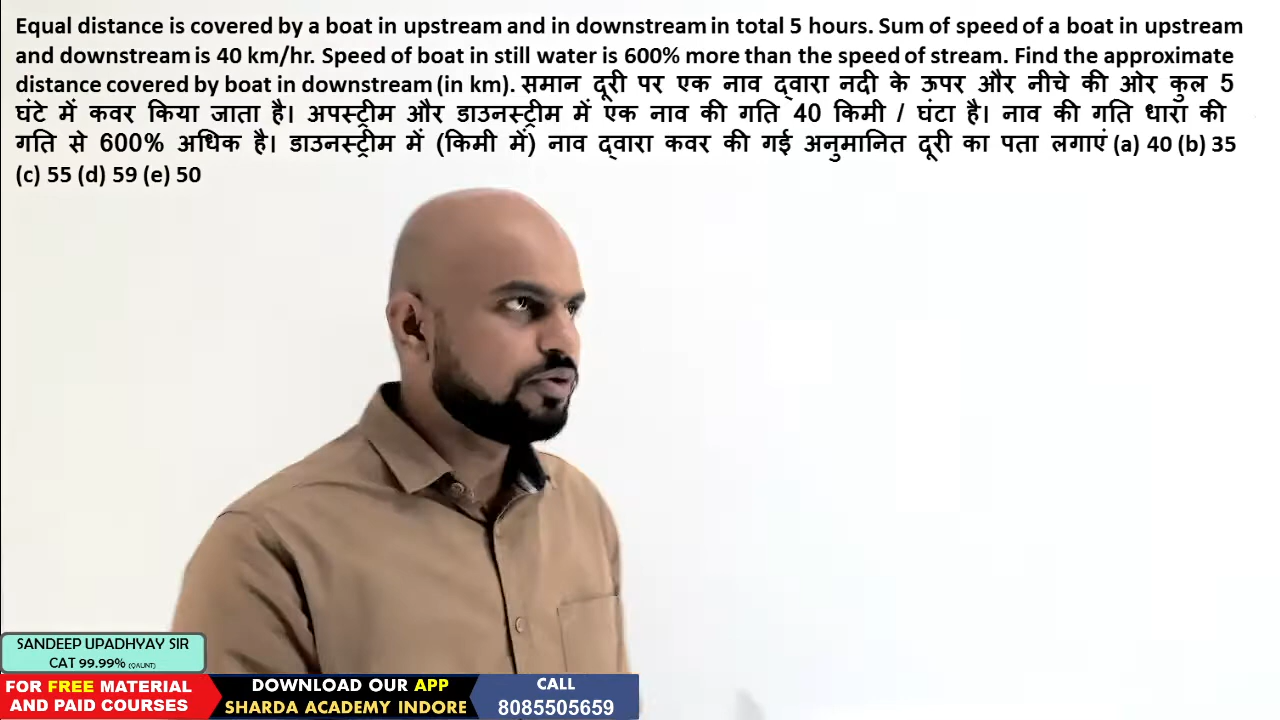 Equal distance is covered by a boat in upstream and in downstream in total 5 hours. Sum of speed of a boat in upstream
and downstream is 40 km/hr. Speed of boat in still water is 600% more than the speed of stream. Find the approximate
distance covered by boat in downstream (in km). समान दूरी पर एक नाव द्वारा नदी के ऊपर और नीचे की ओर कुल 5
घंटे में कवर किया जाता है। अपस्ट्रीम और डाउनस्ट्रीम में एक नाव की गति 40 किमी / घंटा है। नाव की गति धारा की
गति से 600% अधिक है। डाउनस्ट्रीम में (किमी में) नाव द्वारा कवर की गई अनुमानित दूरी का पता लगाएं (a) 40 (b) 35
(c) 55 (d) 59 (e) 50
SANDEEP UPADHYAY SIR
CAT 99.99% (QAUNT)
FOR FREE MATERIAL
AND PAID COURSES
DOWNLOAD OUR APP
SHARDA ACADEMY INDORE
CALL
8085505659